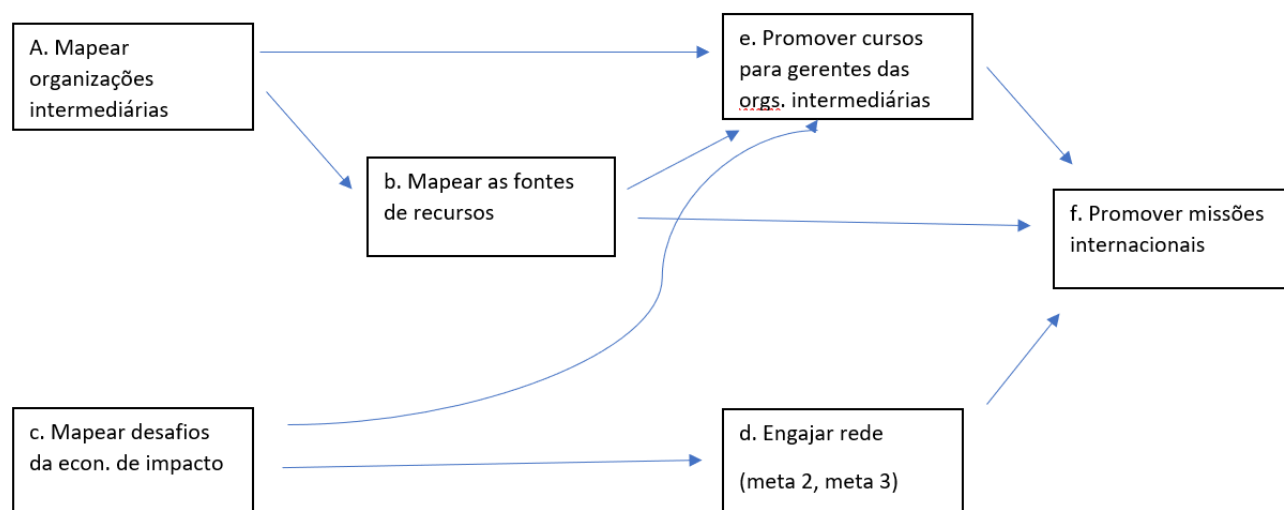 A. Mapear
organizações
intermediárias
e. Promover cursos
para gerentes das
orgs. intermediárias
b. Mapear as fontes
de recursos
f. Promover missões
internacionais
c. Mapear desafios
da econ. de impacto
d. Engajar rede
(meta 2, meta 3)